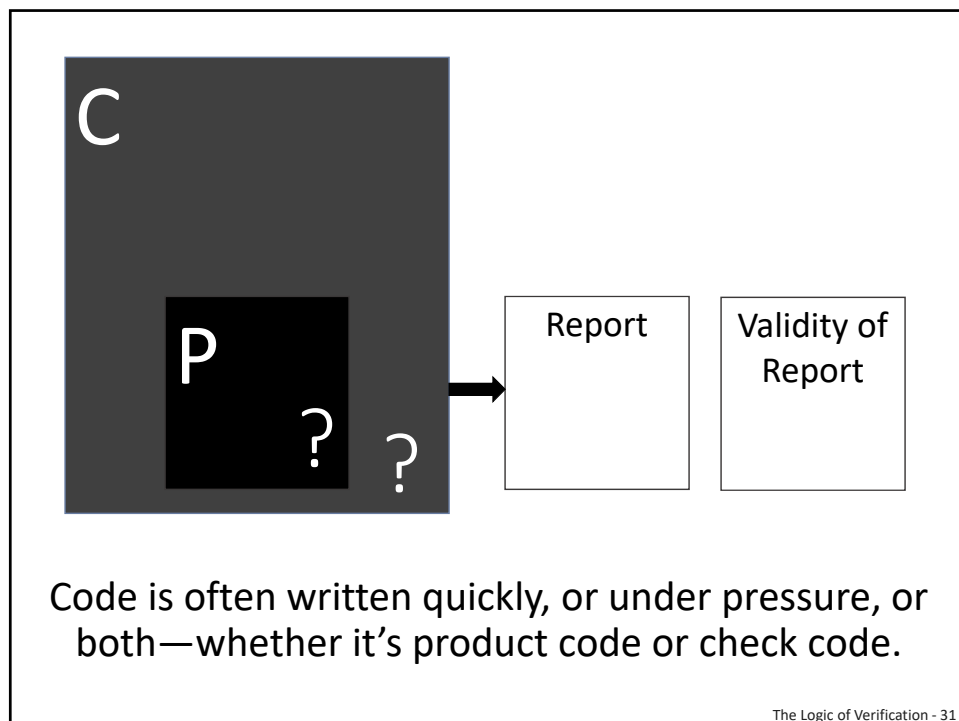 C
P
?
?
Report
Validity of
Report
Code is often written quickly, or under pressure, or
both—whether it's product code or check code.
The Logic of Verification - 31